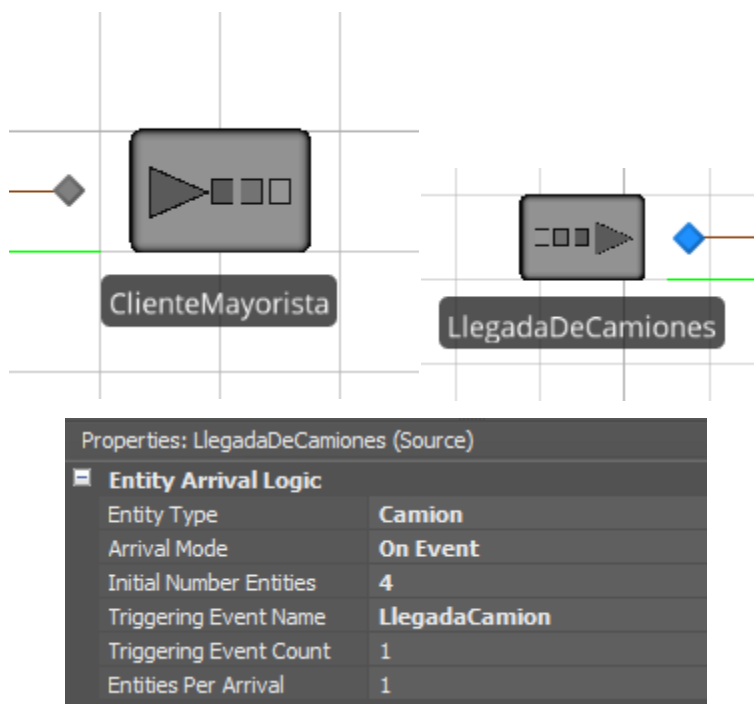 ClienteMayorista
LlegadaDeCamiones
Properties: LlegadaDeCamiones (Source)
Entity Arrival Logic
Entity Type Camion
Arrival Mode On Event
Initial Number Entities 4
Triggering Event Name LlegadaCamion
Triggering Event Count 1
Entities Per Arrival 1